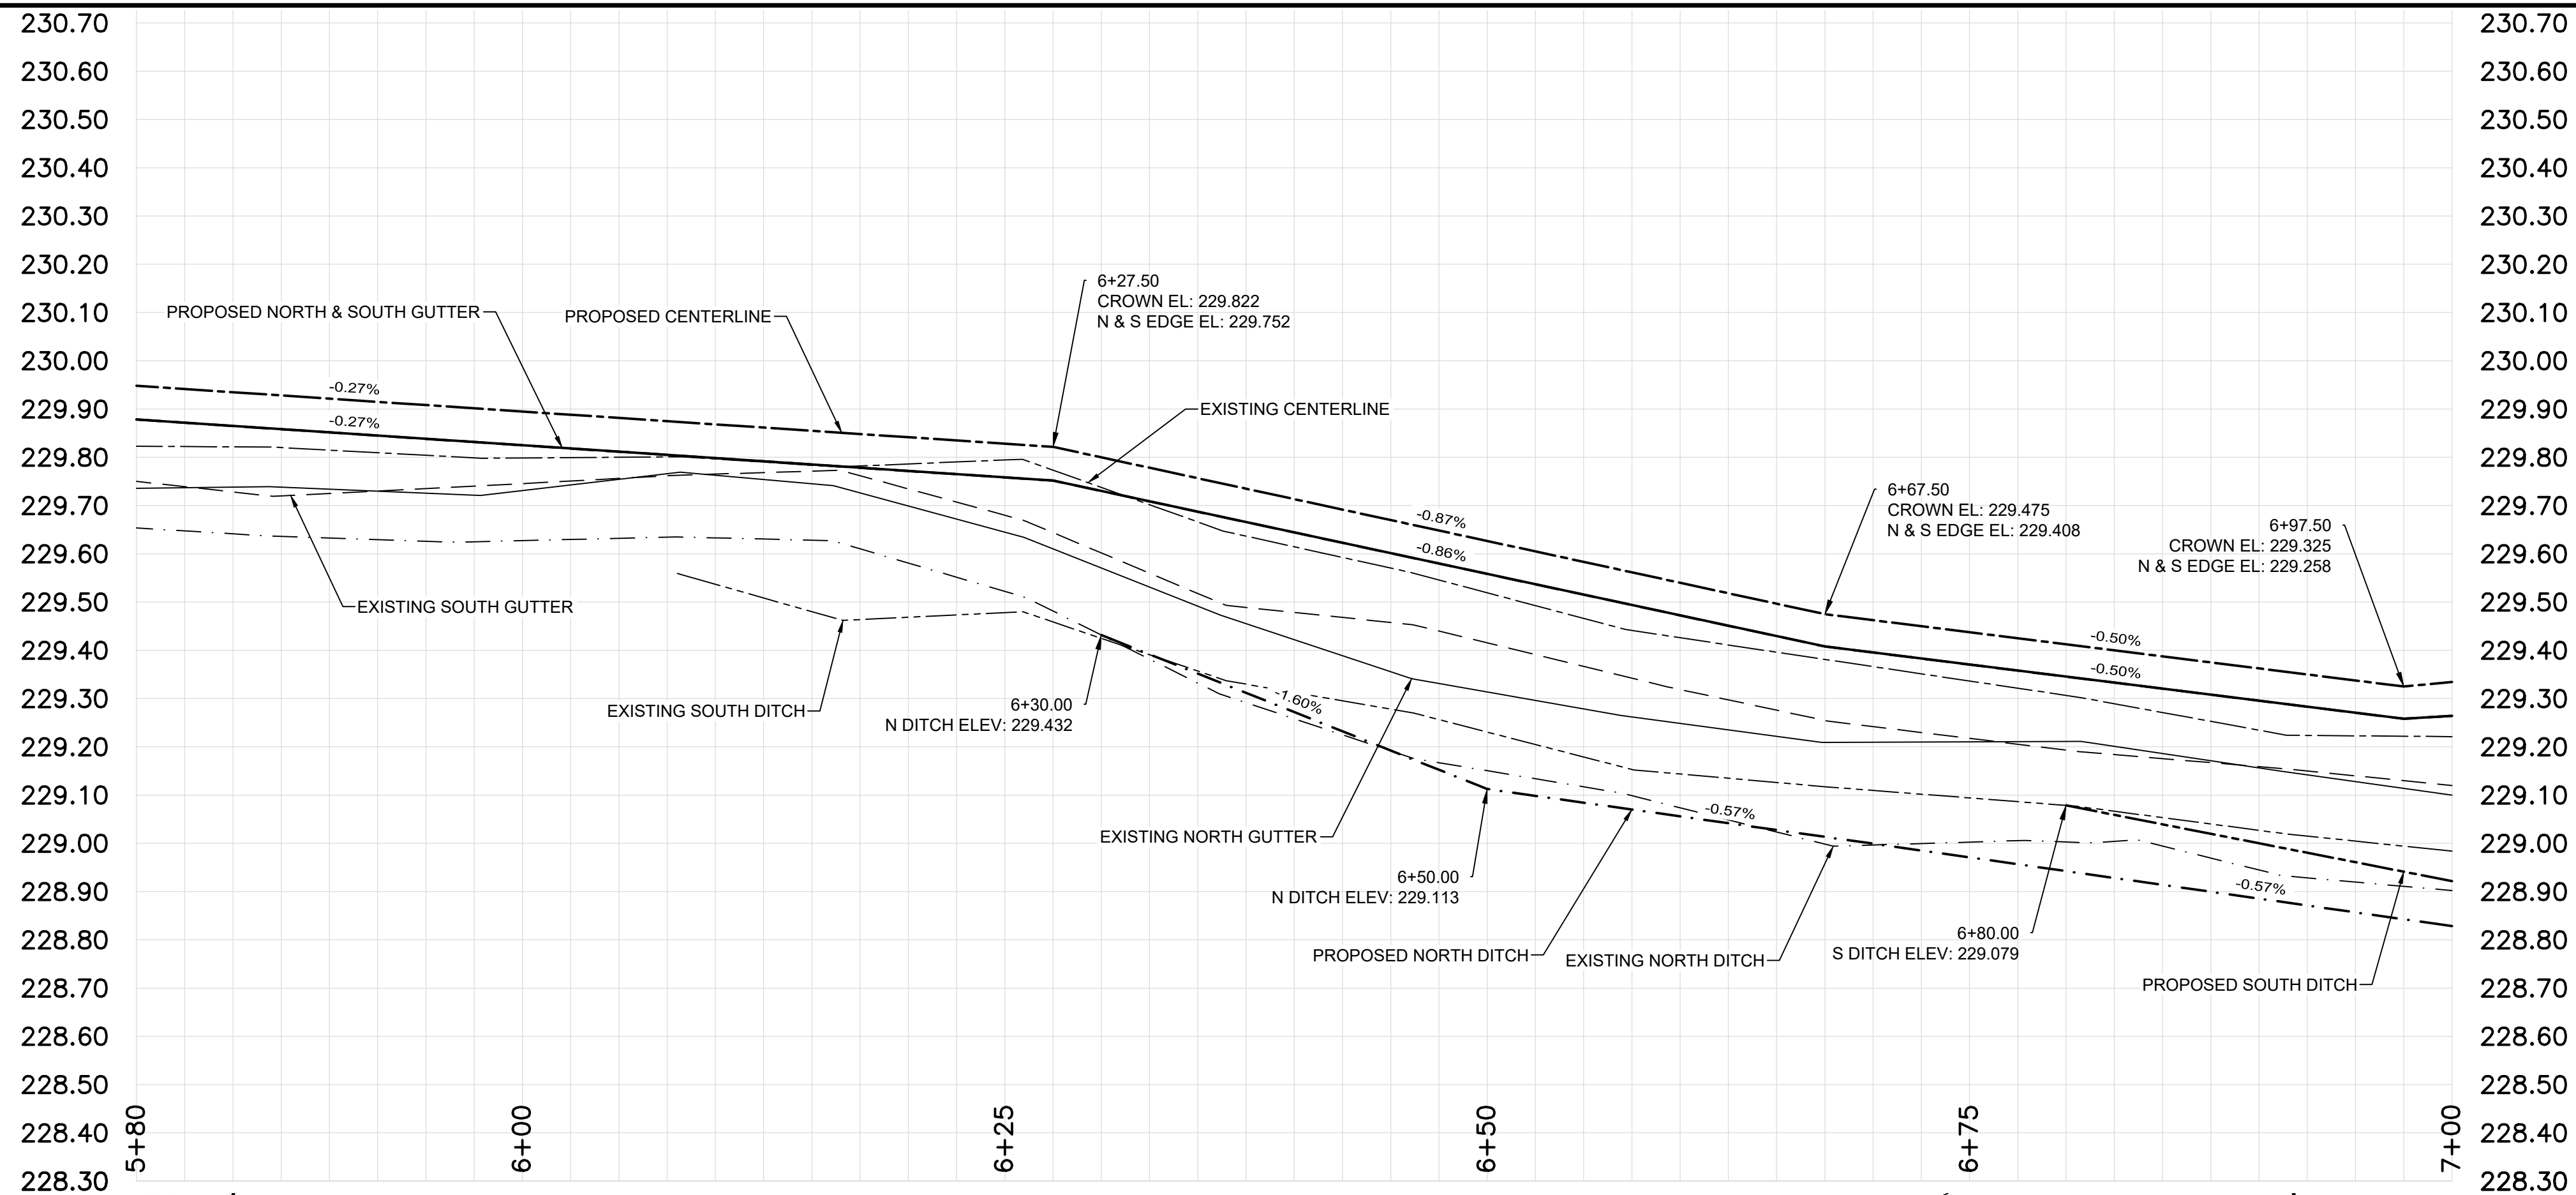 230.70 230.70
230.60 230.60
230.50 230.50
230.40 230.40
230.30 230.30
230.20 230.20
6+27.50
CROWN EL: 229.822
N & S EDGE EL: 229.752
PROPOSED NORTH & SOUTH GUTTER
PROPOSED CENTERLINE
230.10 230.10
230.00 230.00
-0.27%
229.90 229.90
EXISTING CENTERLINE
-0.27%
229.80 229.80
6+67.50
CROWN EL: 229.475
N & S EDGE EL: 229.408
229.70 229.70
-0.87%
6+97.50
CROWN EL: 229.325
N & S EDGE EL: 229.258
-0.86%
229.60 229.60
EXISTING SOUTH GUTTER
229.50 229.50
-0.50%
229.40 229.40
-0.50%
229.30 229.30
-1.60%
EXISTING SOUTH DITCH
6+30.00
N DITCH ELEV: 229.432
229.20 229.20
229.10 229.10
-0.57%
EXISTING NORTH GUTTER
229.00 229.00
6+50.00
N DITCH ELEV: 229.113
-0.57%
228.90 228.90
6+80.00
S DITCH ELEV: 229.079
228.80 228.80
PROPOSED NORTH DITCH
EXISTING NORTH DITCH
PROPOSED SOUTH DITCH
228.70 228.70
228.60 228.60
228.50 228.50
228.40 228.40
228.30 228.30
5+80
6+00
6+25
6+50
6+75
7+00